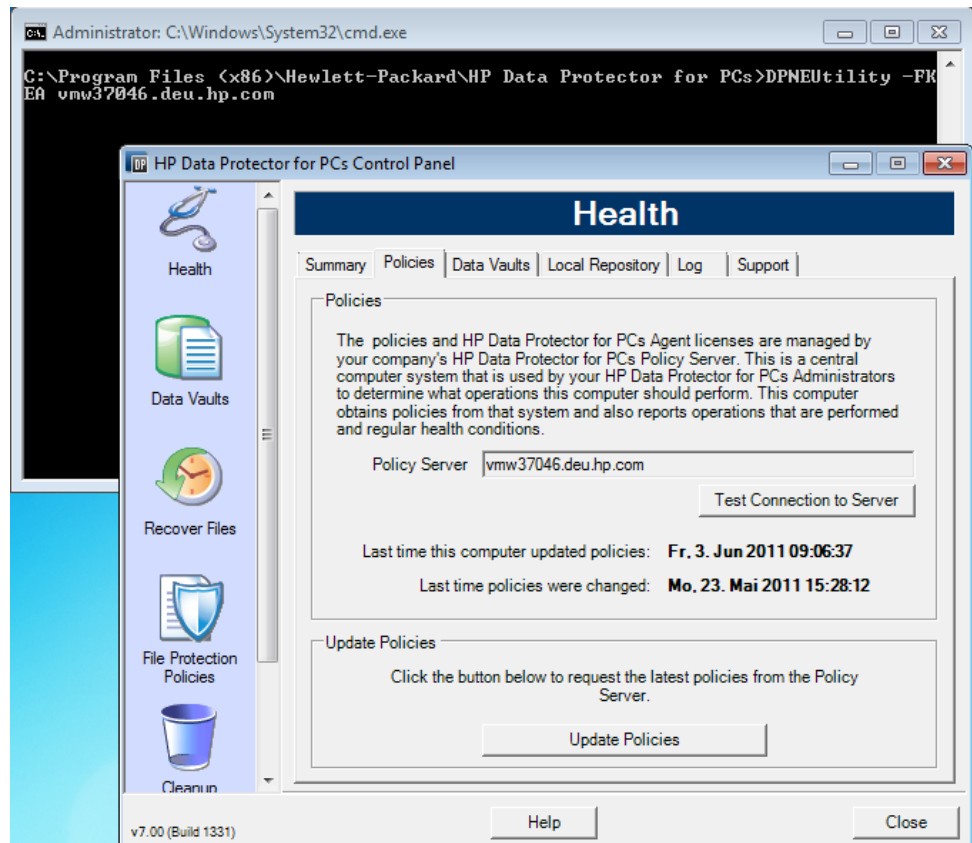 Administrator: C:\Windows\System32\cmd.exe
C:\Program Files (x86)\Hewlett-Packard\HP Data Protector for PCs>DPNEUtility -FK
EA vmw37046.deu.hp.com
DP HP Data Protector for PCs Control Panel
Health
Data Vaults
Recover Files
File Protection
Policies
Cleanup
Health
Summary Policies Data Vaults Local Repository Log Support
Policies
The policies and HP Data Protector for PCs Agent licenses are managed by
your company's HP Data Protector for PCs Policy Server. This is a central
computer system that is used by your HP Data Protector for PCs Administrators
to determine what operations this computer should perform. This computer
obtains policies from that system and also reports operations that are performed
and regular health conditions.
Policy Server vmw37046.deu.hp.com
Test Connection to Server
Last time this computer updated policies: Fr, 3. Jun 2011 09:06:37
Last time policies were changed: Mo, 23. Mai 2011 15:28:12
Update Policies
Click the button below to request the latest policies from the Policy
Server.
Update Policies
v7.00 (Build 1331)
Help
Close